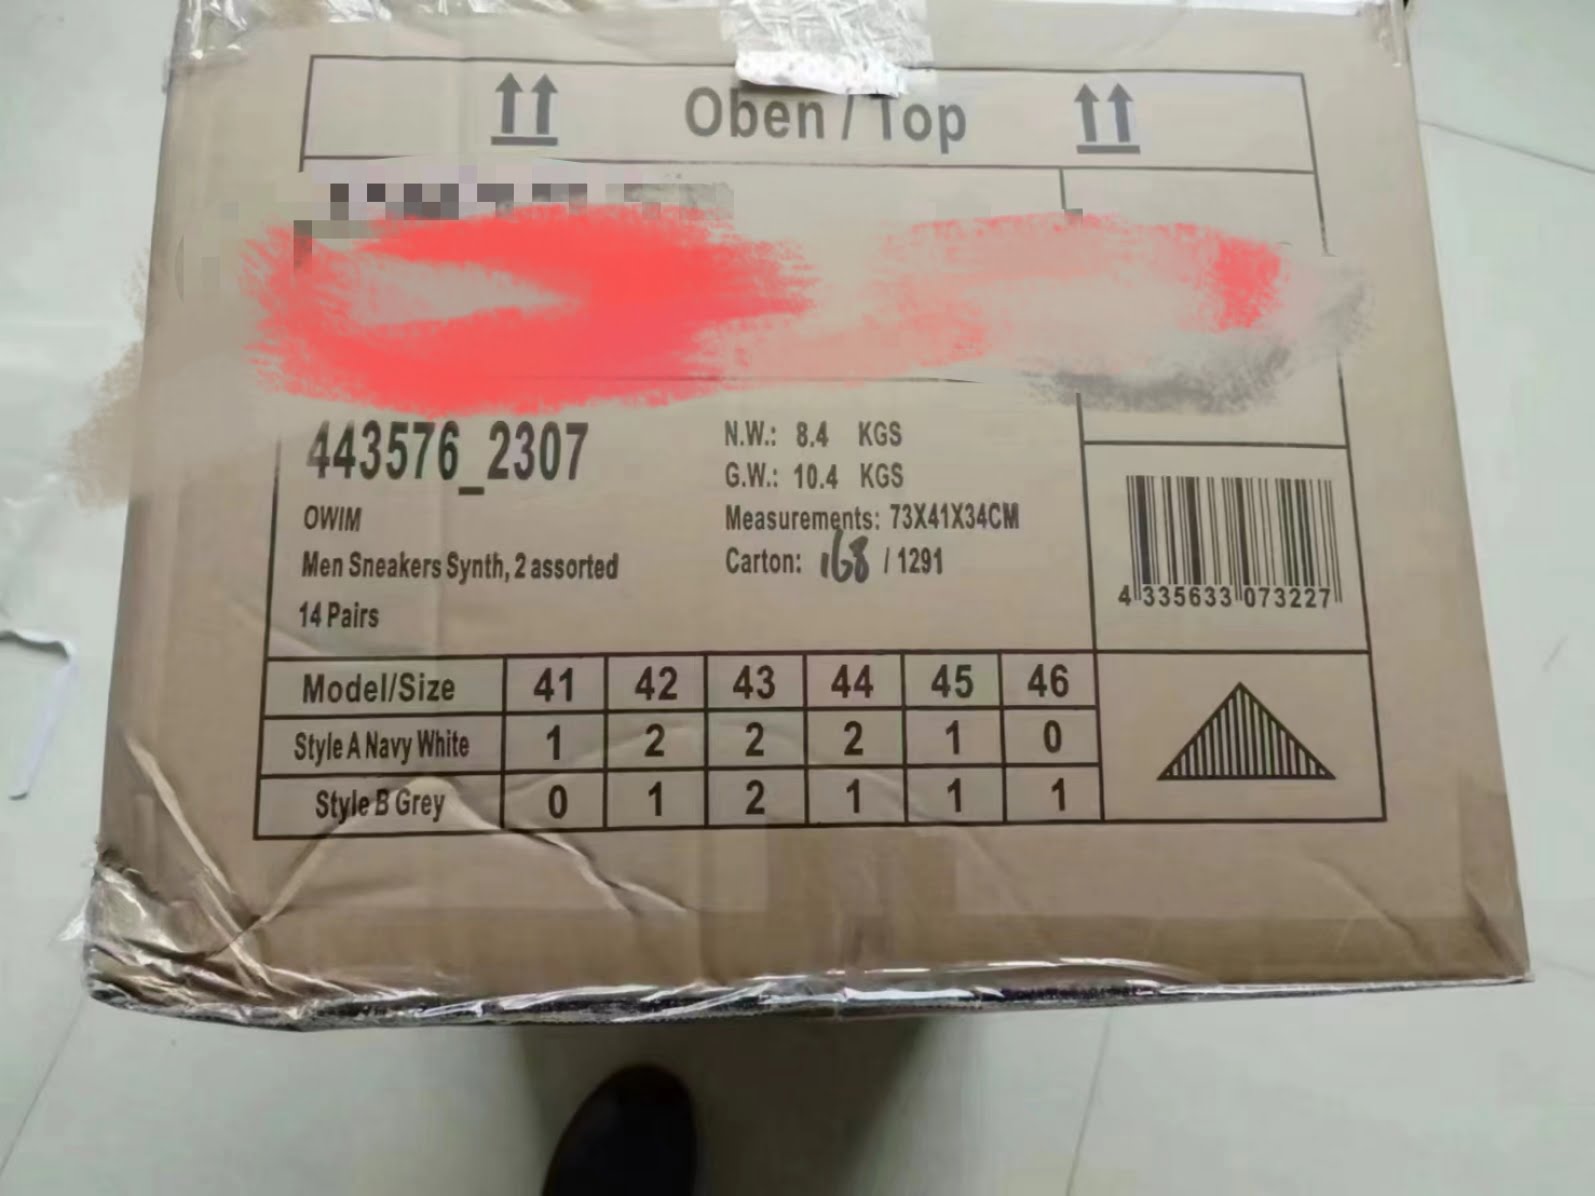 Oben / Top
443576_2307
OWIM
Men Sneakers Synth, 2 assorted
14 Pairs
N.W.: 8.4 KGS
G.W.: 10.4 KGS
Measurements: 73X41X34CM
Carton: 168 / 1291
4 335633 073227
Model/Size 41 42 43 44 45 46
Style A Navy White 1 2 2 2 1 0
Style B Grey 0 1 2 1 1 1